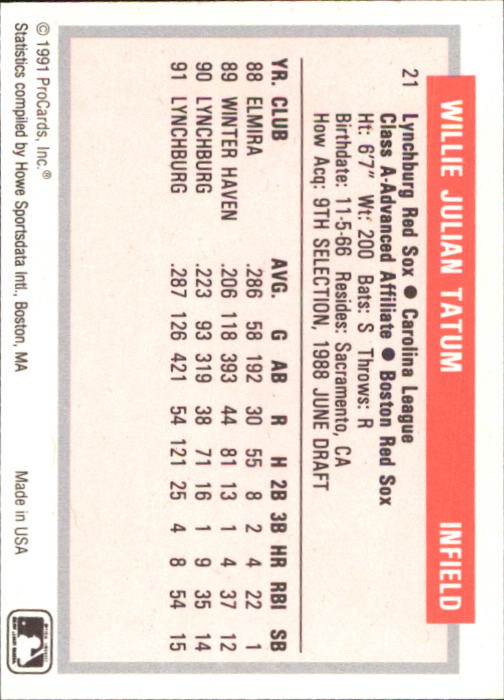 WILLIE JULIAN TATUM INFIELD
21 Lynchburg Red Sox ● Carolina League
Class A-Advanced Affiliate ● Boston Red Sox
Ht: 6'7" Wt: 200 Bats: S Throws: R
Birthdate: 11-5-66 Resides: Sacramento, CA
How Acq: 9TH SELECTION, 1988 JUNE DRAFT
YR. CLUB AVG. G AB R H 2B 3B HR RBI SB
88 ELMIRA .286 58 192 30 55 8 2 4 22 1
89 WINTER HAVEN .206 118 393 44 81 13 1 4 37 12
90 LYNCHBURG .223 93 319 38 71 16 1 9 35 14
91 LYNCHBURG .287 126 421 54 121 25 4 8 54 15
© 1991 ProCards, Inc.® Made in USA
Statistics compiled by Howe Sportsdata Intl., Boston, MA